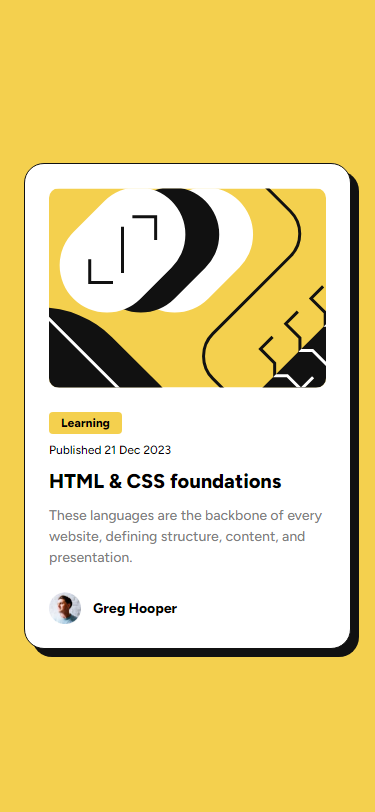 Learning
Published 21 Dec 2023
HTML & CSS foundations
These languages are the backbone of every
website, defining structure, content, and
presentation.
Greg Hooper